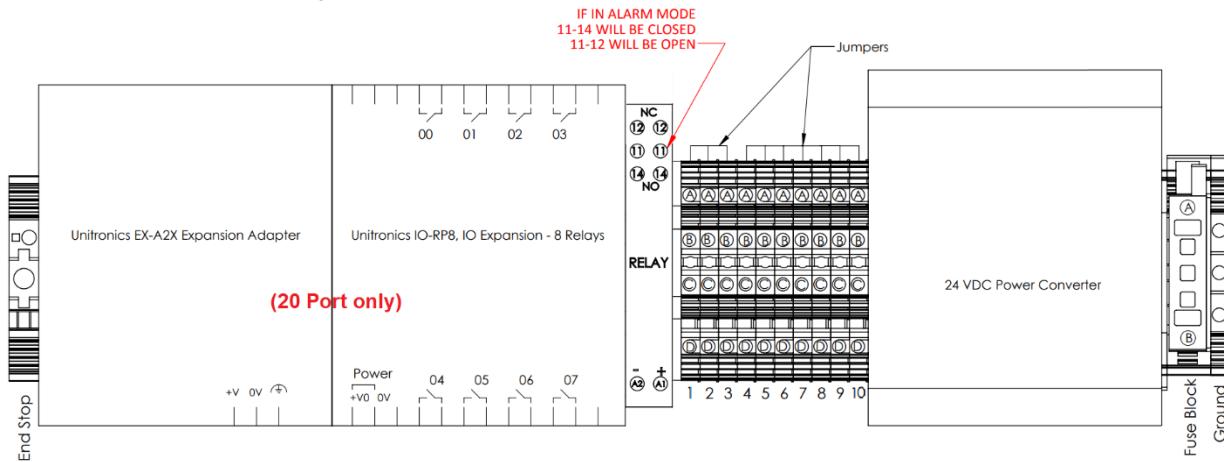 IF IN ALARM MODE
11-14 WILL BE CLOSED
11-12 WILL BE OPEN
Jumpers
NC
12 12
11 11
14 14
NO
00 01 02 03
A A A A A A A A A A
Unitronics EX-A2X Expansion Adapter
Unitronics IO-RP8, IO Expansion - 8 Relays
B B B B B B B B B B
RELAY
C C C C C C C C C C
24 VDC Power Converter
(20 Port only)
D D D D D D D D D D
Power
+V0 0V
04 05 06 07
+V 0V
- +
A2 A1
1 2 3 4 5 6 7 8 9 10
A
B
End Stop
Fuse Block
Ground